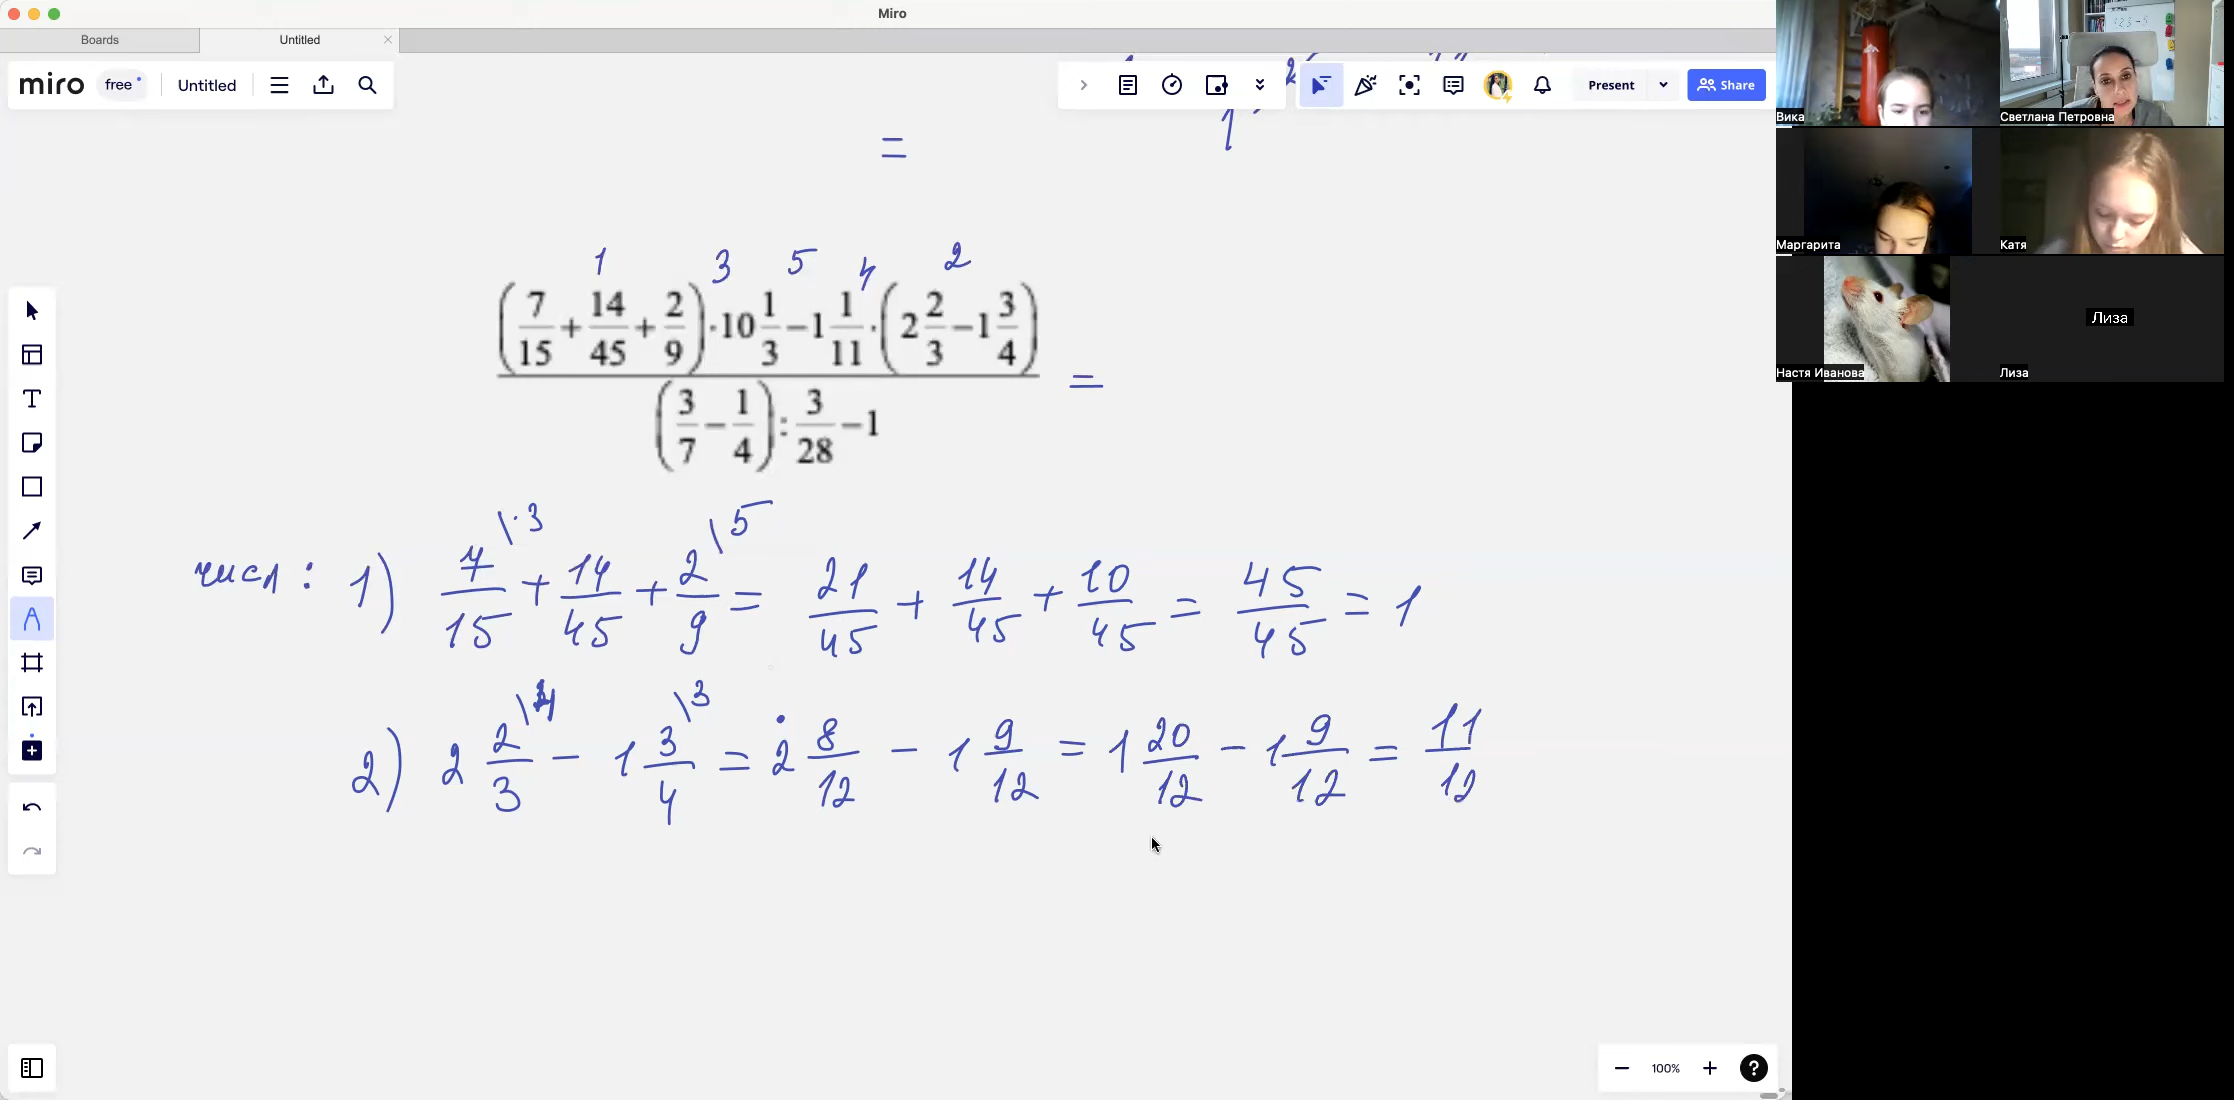 Miro
Boards
Untitled
miro free Untitled
Present
Share
=
1 3 5 4 2
(7/15 + 14/45 + 2/9) · 10 1/3 − 1 1/11 · (2 2/3 − 1 3/4)
=
(3/7 − 1/4) : 3/28 − 1
числ : 1) 7/15 \·3 + 14/45 + 2/9 \5 = 21/45 + 14/45 + 10/45 = 45/45 = 1
2) 2 2/3 \4 − 1 3/4 \3 = 2 8/12 − 1 9/12 = 1 20/12 − 1 9/12 = 11/12
100%
?
Вика
Светлана Петровна
1 2 3 - 5
Маргарита
Катя
Настя Иванова
Лиза
Лиза